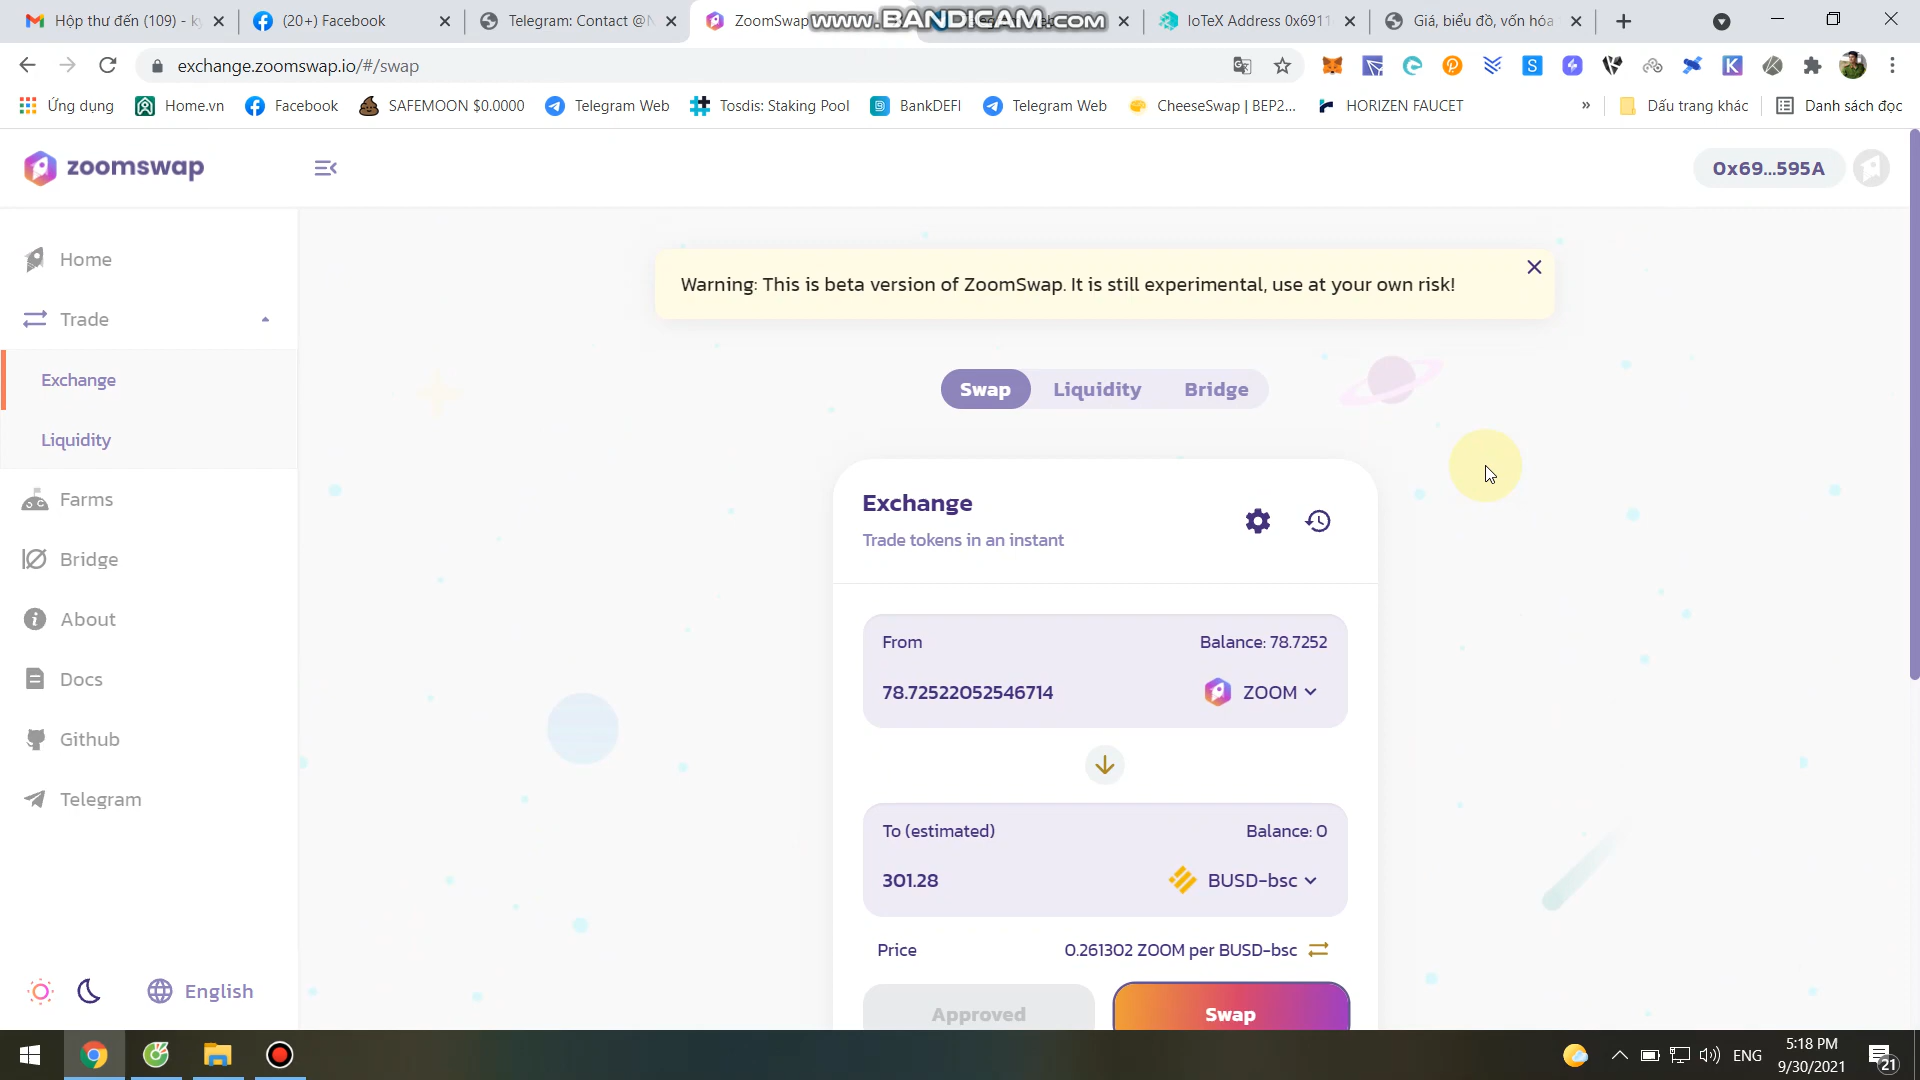 Hộp thư đến (109) - ky
(20+) Facebook
Telegram: Contact @N
ZoomSwap
www.BANDICAM.com
IoTeX Address 0x6911
Giá, biểu đồ, vốn hóa
exchange.zoomswap.io/#/swap
Ứng dụng
Home.vn
Facebook
SAFEMOON $0.0000
Telegram Web
Tosdis: Staking Pool
BankDEFI
Telegram Web
CheeseSwap | BEP2...
HORIZEN FAUCET
»
Dấu trang khác
Danh sách đọc
zoomswap
0x69...595A
Home
Trade
Exchange
Liquidity
Farms
Bridge
About
Docs
Github
Telegram
English
Warning: This is beta version of ZoomSwap. It is still experimental, use at your own risk!
Swap
Liquidity
Bridge
Exchange
Trade tokens in an instant
From
Balance: 78.7252
78.72522052546714
ZOOM
To (estimated)
Balance: 0
301.28
BUSD-bsc
Price
0.261302 ZOOM per BUSD-bsc
Approved
Swap
ENG
5:18 PM
9/30/2021
21